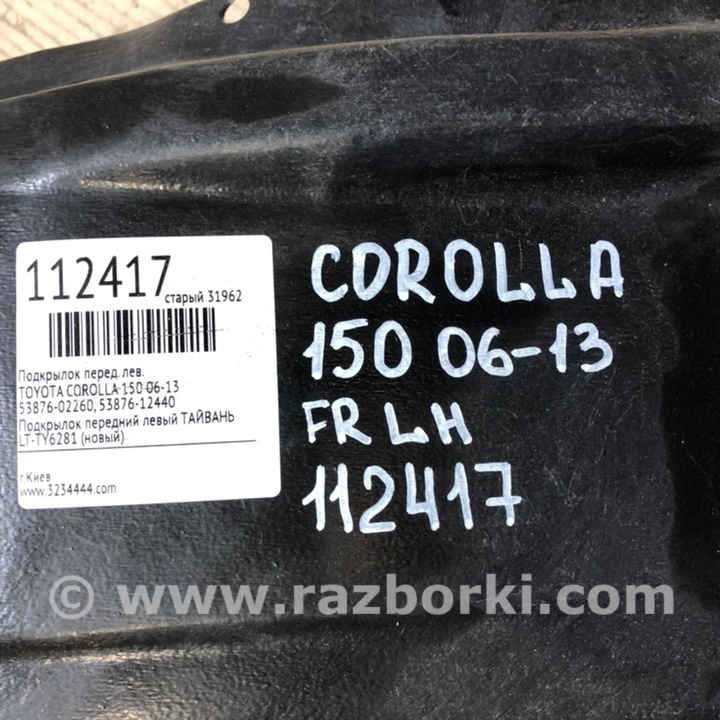 112417
старый 31962
Подкрылок перед. лев.
TOYOTA COROLLA 150 06-13
53876-02260, 53876-12440
Подкрылок передний левый ТАЙВАНЬ
LT-TY6281 (новый)
г.Киев
www.3234444.com
COROLLA
150 06-13
FR LH
112417
© www.razborki.com